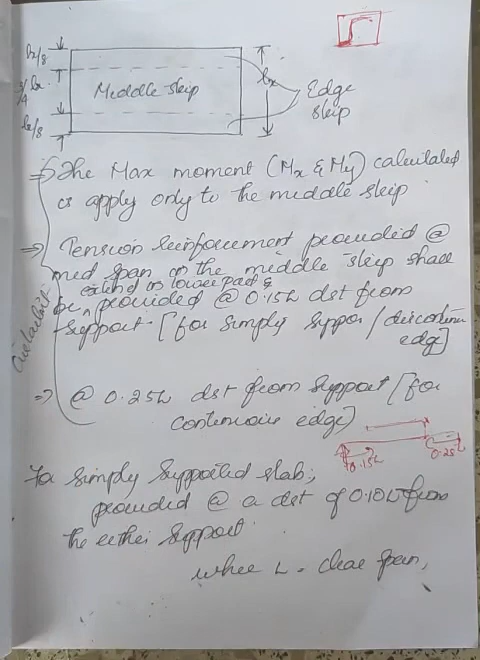 lx/8
3/4 lx
lx/8
Middle strip
lx
Edge
strip
⇒ The Max moment (Mx & My) calculated
is apply only to the middle strip
⇒ Tension reinforcement provided @
mid span in the middle strip shall
extend in lower part &
be provided @ 0.15L dst from
support. [for simply suppor/discontinu
edg]
⇒ @ 0.25L dst from support [for
continuous edge]
0.15L
0.25L
For simply supported slab;
provided @ a dst of 0.10L from
the either support.
where L = clear span,